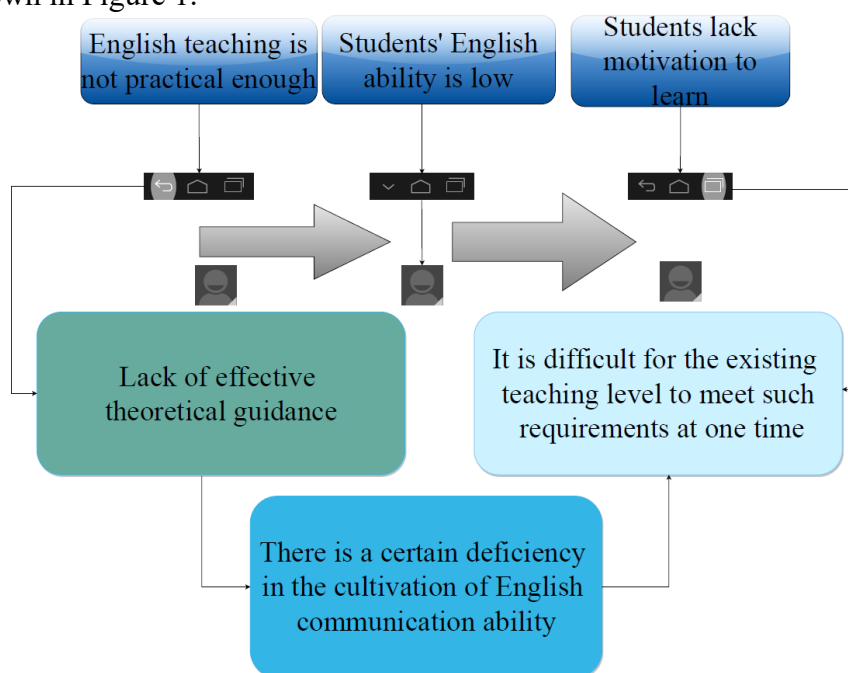 own in Figure 1.
English teaching is
not practical enough
Students' English
ability is low
Students lack
motivation to
learn
Lack of effective
theoretical guidance
It is difficult for the existing
teaching level to meet such
requirements at one time
There is a certain deficiency
in the cultivation of English
communication ability